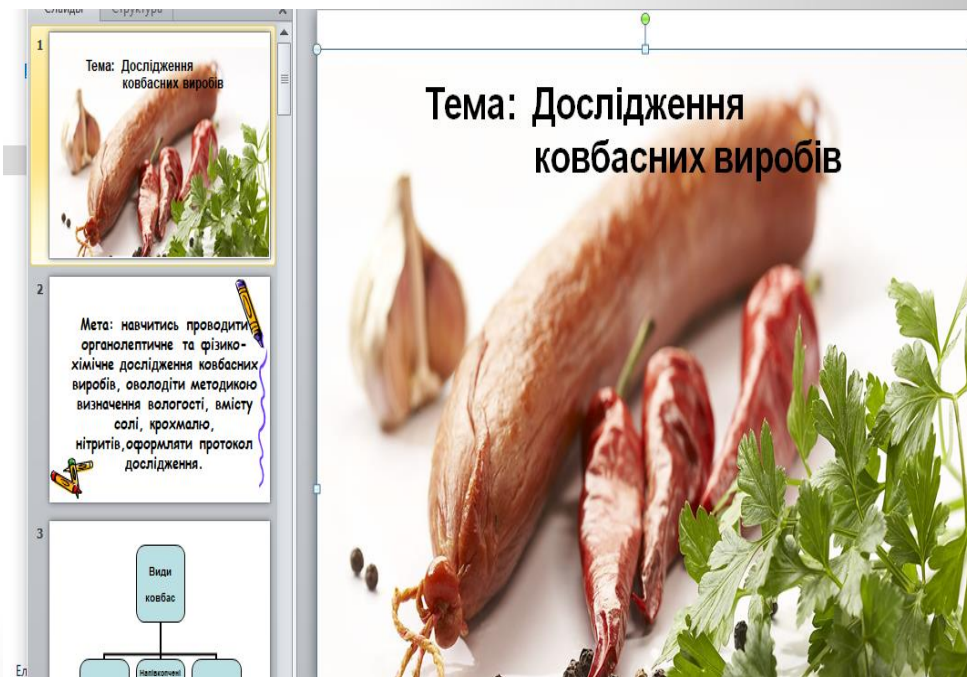 Слайды Структура
1
Тема: Дослідження
ковбасних виробів
2
Мета: навчитись проводити
органолептичне та фізико-
хімічне дослідження ковбасних
виробів, оволодіти методикою
визначення вологості, вмісту
солі, крохмалю,
нітритів,оформляти протокол
дослідження.
3
Види
ковбас
Напівкопчені
Тема: Дослідження
ковбасних виробів